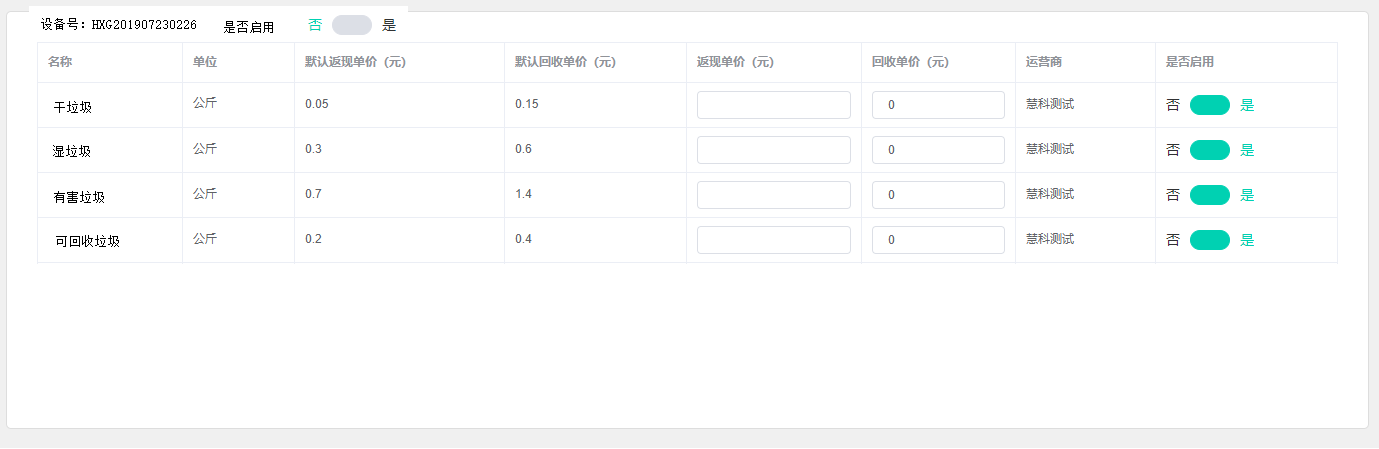 设备号：HXG201907230226 是否启用 否 是
名称 单位 默认返现单价（元） 默认回收单价（元） 返现单价（元） 回收单价（元） 运营商 是否启用
干垃圾 公斤 0.05 0.15 0 慧科测试 否 是
湿垃圾 公斤 0.3 0.6 0 慧科测试 否 是
有害垃圾 公斤 0.7 1.4 0 慧科测试 否 是
可回收垃圾 公斤 0.2 0.4 0 慧科测试 否 是